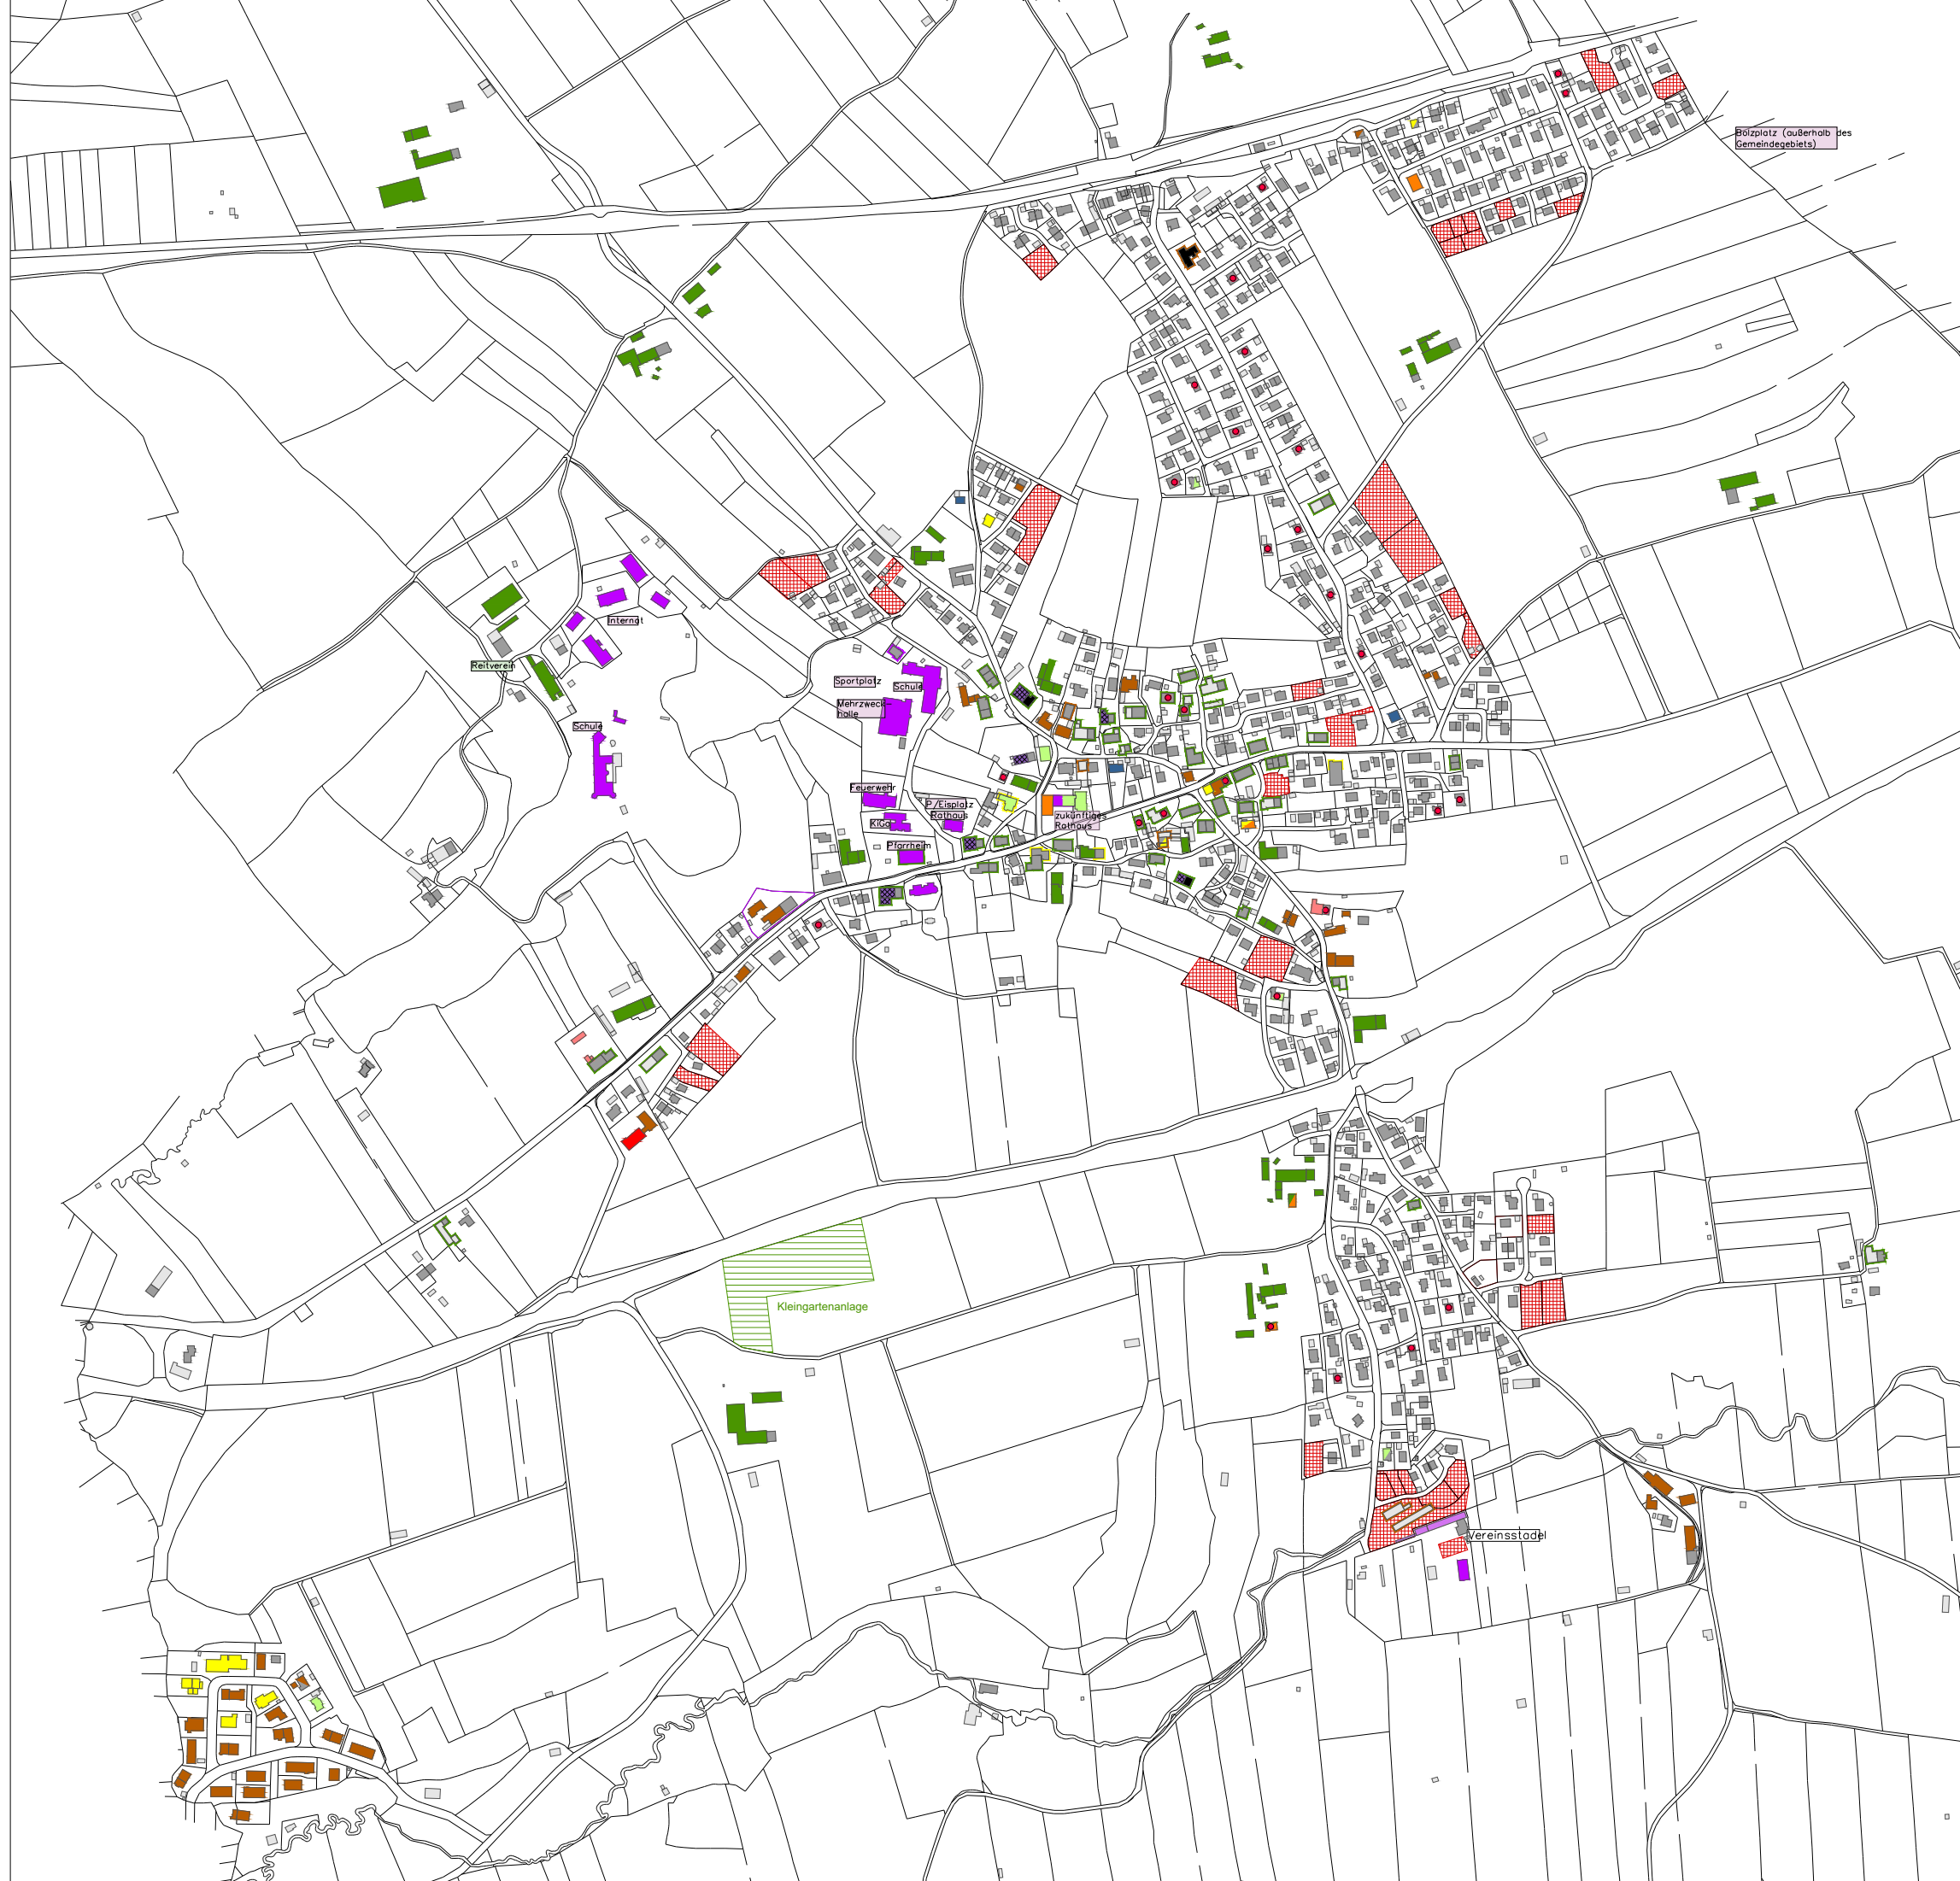 Bolzplatz (außerhalb des
Gemeindegebiets)
Internat
Reitverein
Sportplatz
Schule
Mehrzweck-
halle
Schule
Feuerwehr
P./Eisplatz
Rathaus
KiGa
zukünftiges
Rathaus
Pfarrheim
Kleingartenanlage
Vereinsstadel